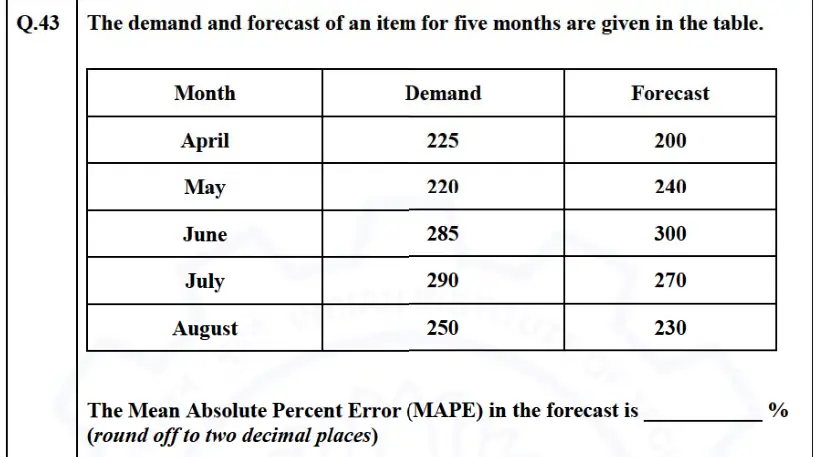 Q.43 The demand and forecast of an item for five months are given in the table.
Month Demand Forecast
April 225 200
May 220 240
June 285 300
July 290 270
August 250 230
The Mean Absolute Percent Error (MAPE) in the forecast is ____________ %
(round off to two decimal places)